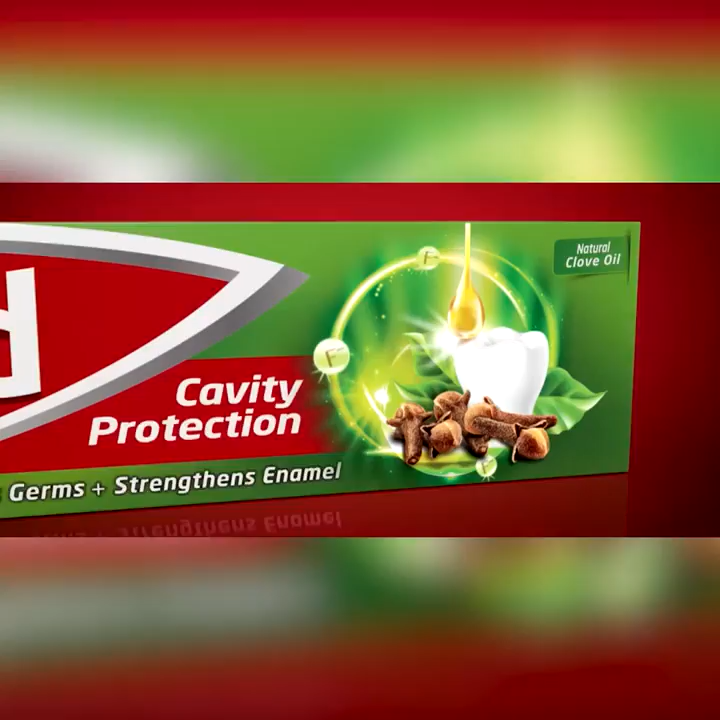 d
Natural
Clove Oil
Cavity
Protection
Germs + Strengthens Enamel
F
F
F